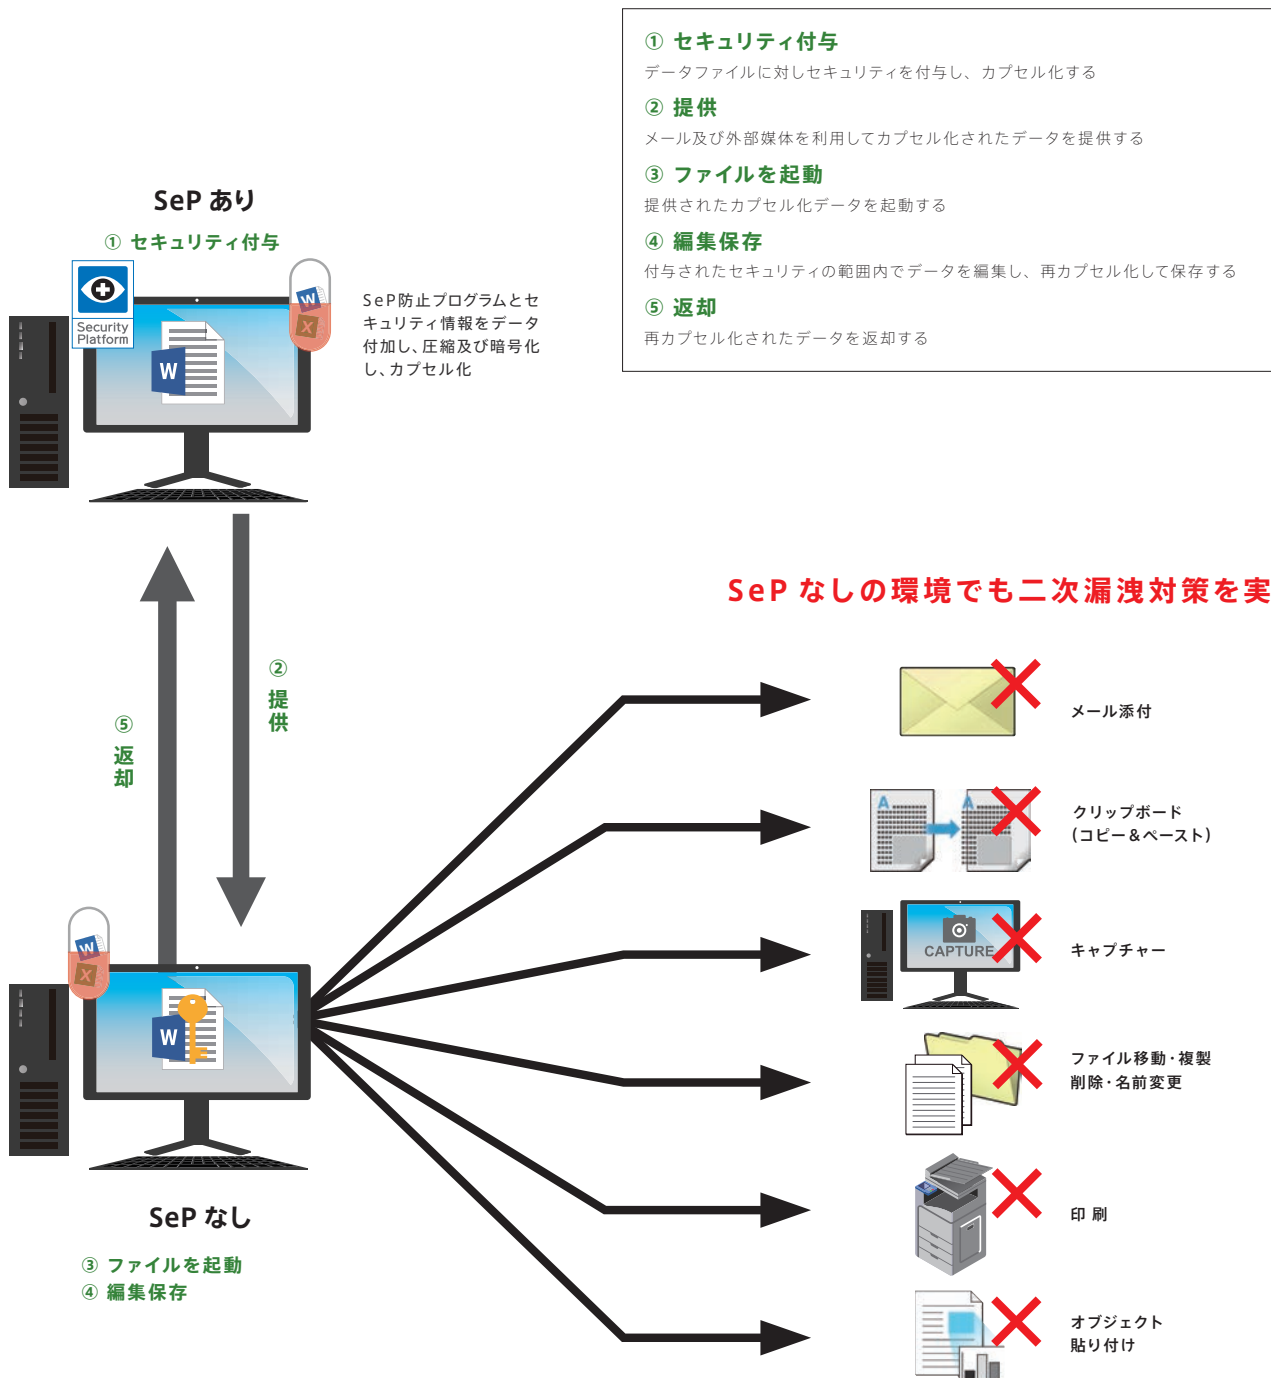 ① セキュリティ付与
データファイルに対しセキュリティを付与し、カプセル化する
② 提供
メール及び外部媒体を利用してカプセル化されたデータを提供する
③ ファイルを起動
提供されたカプセル化データを起動する
④ 編集保存
付与されたセキュリティの範囲内でデータを編集し、再カプセル化して保存する
⑤ 返却
再カプセル化されたデータを返却する
SeP あり
① セキュリティ付与
Security
Platform
W
W
X
SeP防止プログラムとセ
キュリティ情報をデータ
付加し、圧縮及び暗号化
し、カプセル化
② 提供
⑤ 返却
SeP なしの環境でも二次漏洩対策を実
メール添付
A
A
クリップボード
(コピー&ペースト)
CAPTURE
キャプチャー
ファイル移動・複製
削除・名前変更
印 刷
オブジェクト
貼り付け
W
X
W
SeP なし
③ ファイルを起動
④ 編集保存